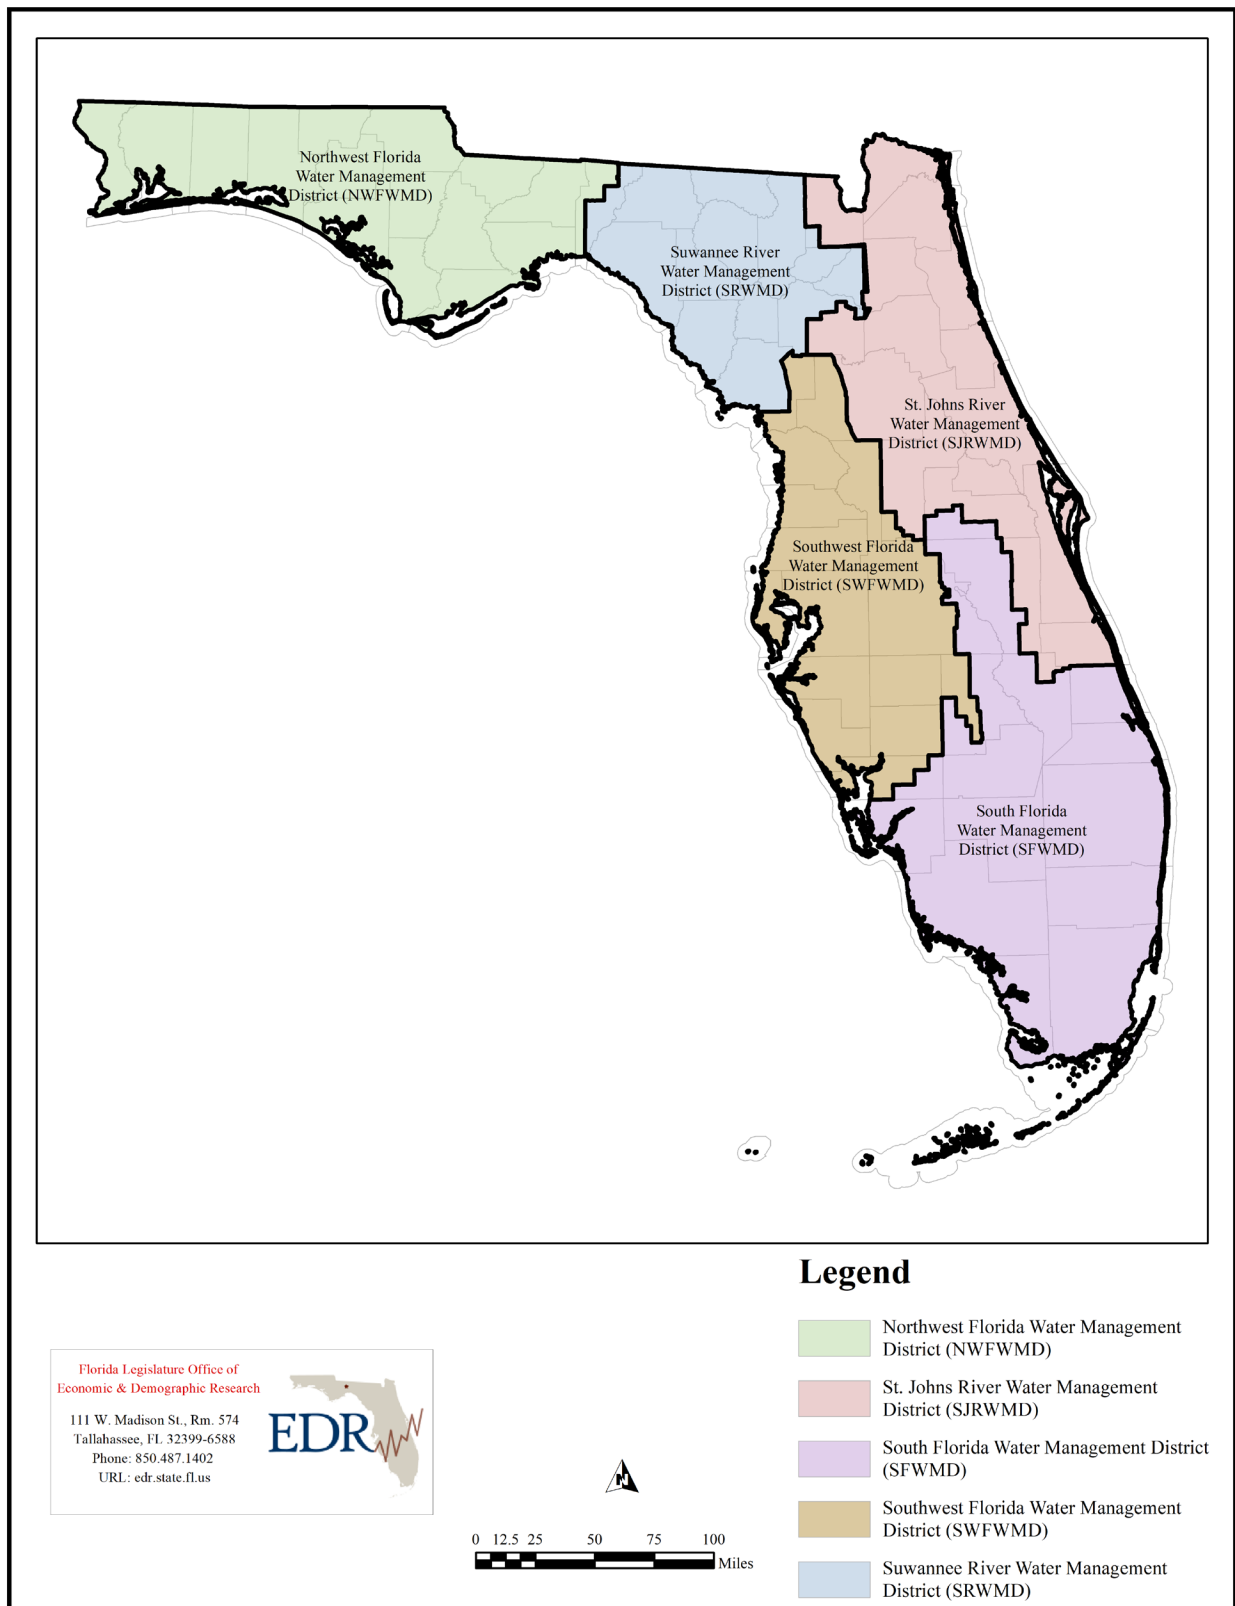 Northwest Florida
Water Management
District (NWFWMD)
Suwannee River
Water Management
District (SRWMD)
St. Johns River
Water Management
District (SJRWMD)
Southwest Florida
Water Management
District (SWFWMD)
South Florida
Water Management
District (SFWMD)
Legend
Northwest Florida Water Management
District (NWFWMD)
St. Johns River Water Management
District (SJRWMD)
South Florida Water Management District
(SFWMD)
Southwest Florida Water Management
District (SWFWMD)
Suwannee River Water Management
District (SRWMD)
Florida Legislature Office of
Economic & Demographic Research
111 W. Madison St., Rm. 574
Tallahassee, FL 32399-6588
Phone: 850.487.1402
URL: edr.state.fl.us
EDR
N
0 12.5 25 50 75 100
Miles